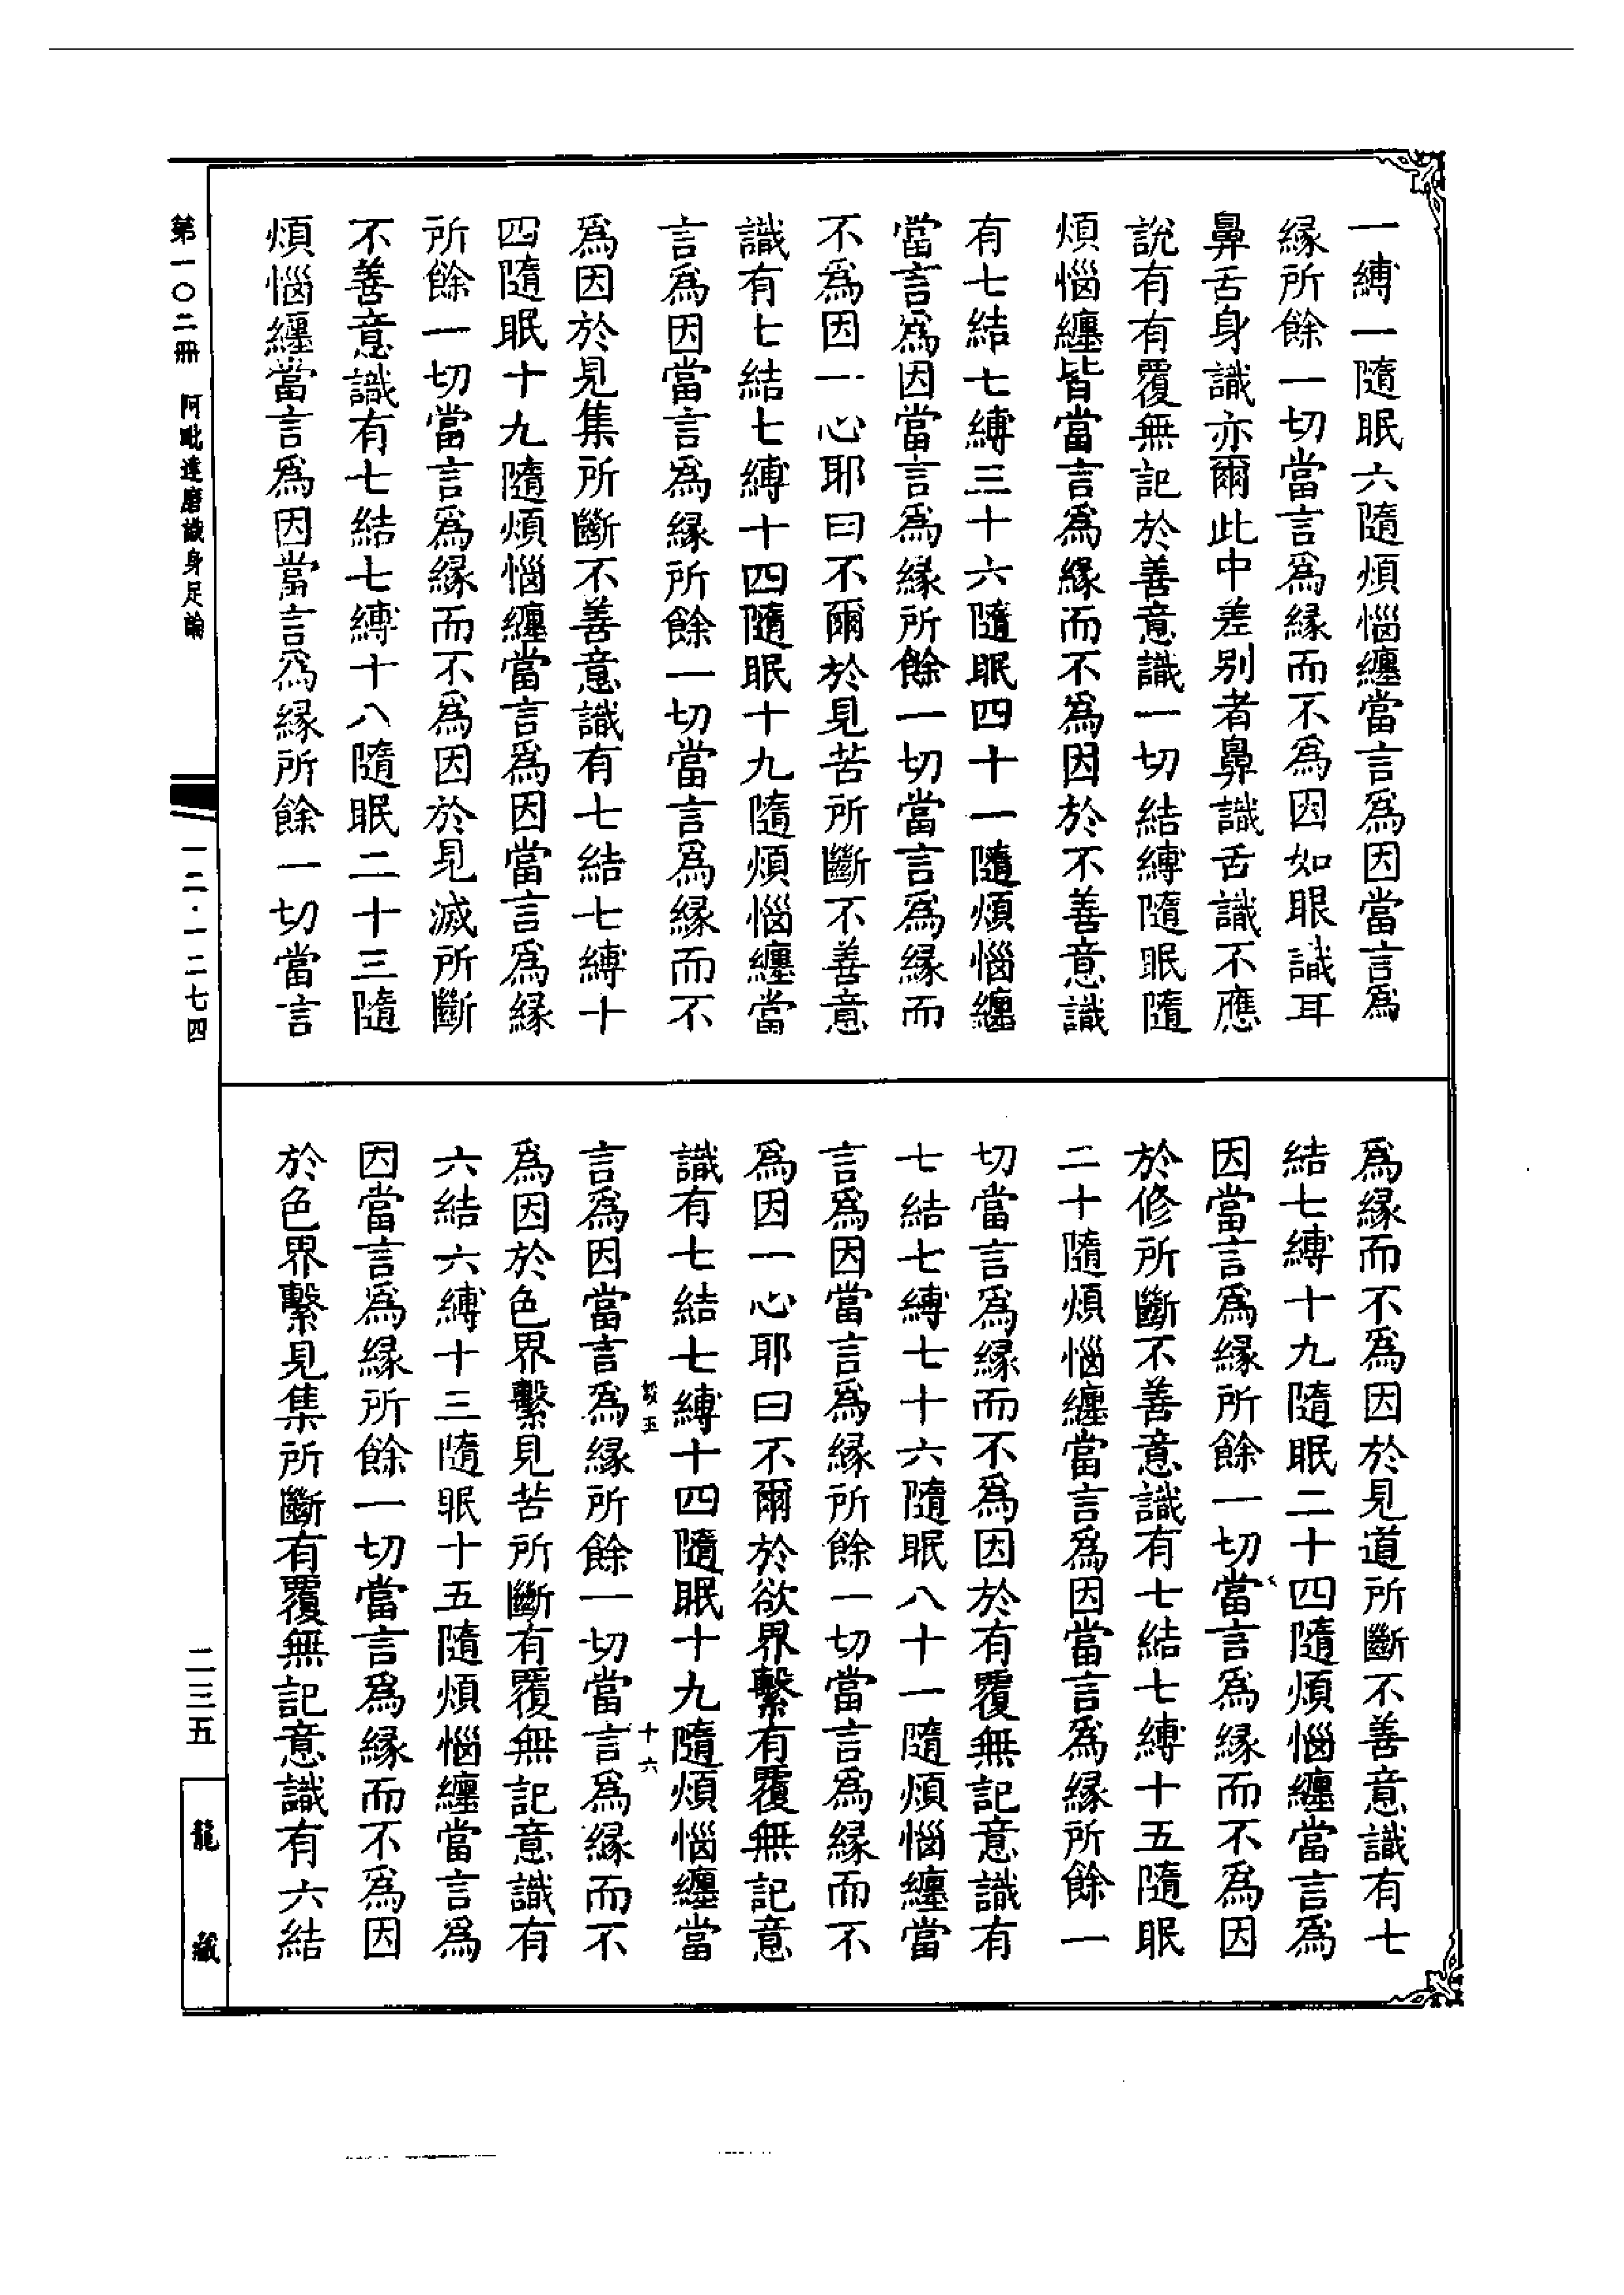 一縛一隨眠六隨煩惱纏當言爲因當言爲
緣所餘一切當言爲緣而不爲因如眼識耳
鼻舌身識亦爾此中差别者鼻識舌識不應
說有有覆無記於善意識一切結縛隨眠隨
煩惱纏皆當言爲緣而不爲因於不善意識
有七結七縛三十六隨眠四十一隨煩惱纏
當言爲因當言爲緣所餘一切當言爲緣而
不爲因一心耶曰不爾於見苦所斷不善意
識有七結七縛十四隨眠十九隨煩惱纏當
言爲因當言爲緣所餘一切當言爲緣而不
爲因於見集所斷不善意識有七結七縛十
四隨眠十九隨煩惱纏當言爲因當言爲緣
所餘一切當言爲緣而不爲因於見滅所斷
不善意識有七結七縛十八隨眠二十三隨
煩惱纏當言爲因當言爲緣所餘一切當言
爲緣而不爲因於見道所斷不善意識有七
結七縛十九隨眠二十四隨煩惱纏當言爲
因當言爲緣所餘一切當言爲緣而不爲因
於修所斷不善意識有七結七縛十五隨眠
二十隨煩惱纏當言爲因當言爲緣所餘一
切當言爲緣而不爲因於有覆無記意識有
七結七縛七十六隨眠八十一隨煩惱纏當
言爲因當言爲緣所餘一切當言爲緣而不
爲因一心耶曰不爾於欲界繫有覆無記意
識有七結七縛十四隨眠十九隨煩惱纏當
十六
言爲因當言爲緣所餘一切當言爲緣而不
爲因於色界繫見苦所斷有覆無記意識有
六結六縛十三隨眠十五隨煩惱纏當言爲
因當言爲緣所餘一切當言爲緣而不爲因
於色界繫見集所斷有覆無記意識有六結
第一〇二冊 阿毗達磨識身足論
一二·一二七四
二三五
龍藏